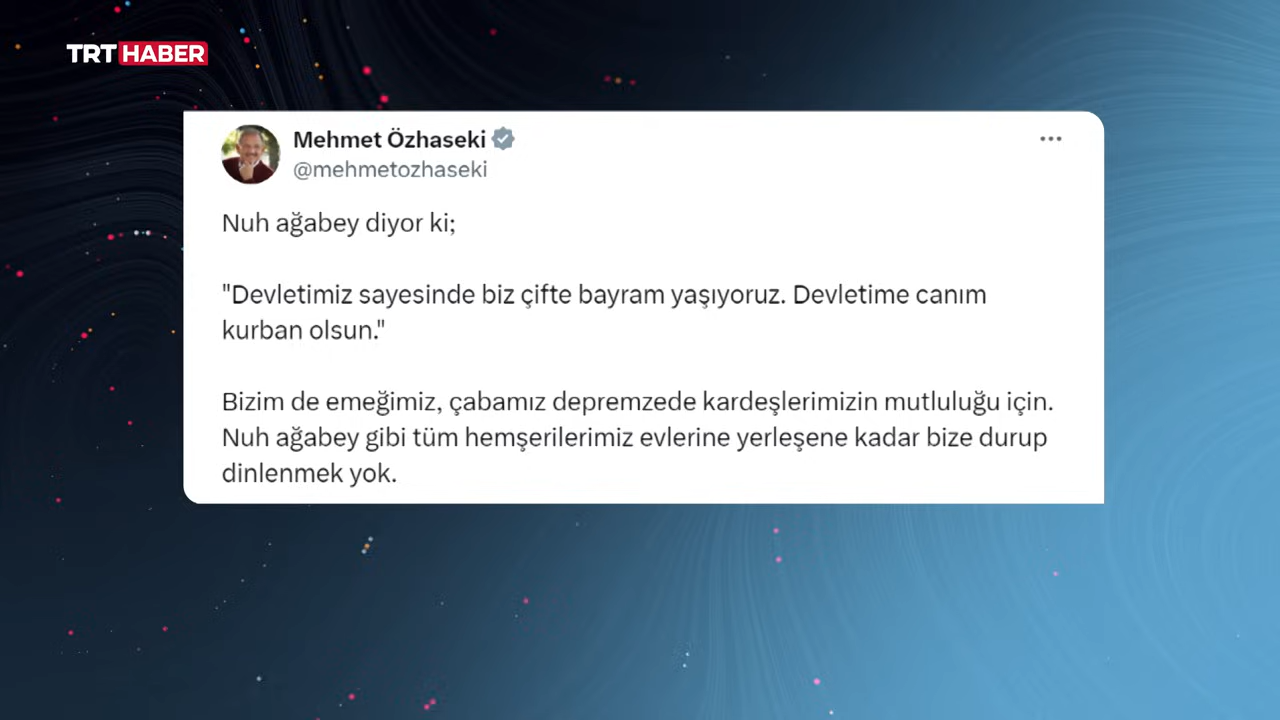 TRT HABER
Mehmet Özhaseki
@mehmetozhaseki
Nuh ağabey diyor ki;
"Devletimiz sayesinde biz çifte bayram yaşıyoruz. Devletime canım
kurban olsun."
Bizim de emeğimiz, çabamız depremzede kardeşlerimizin mutluluğu için.
Nuh ağabey gibi tüm hemşerilerimiz evlerine yerleşene kadar bize durup
dinlenmek yok.